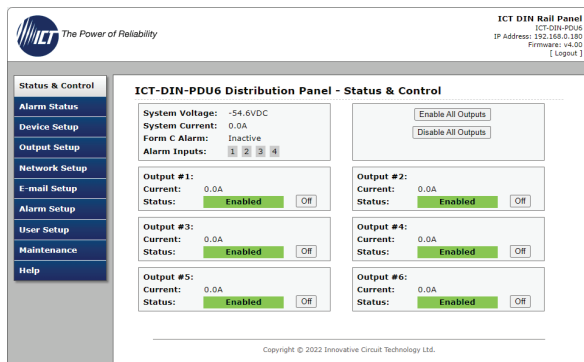 ICT The Power of Reliability
ICT DIN Rail Panel
ICT-DIN-PDU6
IP Address: 192.168.0.180
Firmware: v4.00
[ Logout ]
Status & Control
Alarm Status
Device Setup
Output Setup
Network Setup
E-mail Setup
Alarm Setup
User Setup
Maintenance
Help
ICT-DIN-PDU6 Distribution Panel - Status & Control
System Voltage: -54.6VDC
System Current: 0.0A
Form C Alarm: Inactive
Alarm Inputs: 1 2 3 4
Enable All Outputs
Disable All Outputs
Output #1:
Current: 0.0A
Status: Enabled Off
Output #2:
Current: 0.0A
Status: Enabled Off
Output #3:
Current: 0.0A
Status: Enabled Off
Output #4:
Current: 0.0A
Status: Enabled Off
Output #5:
Current: 0.0A
Status: Enabled Off
Output #6:
Current: 0.0A
Status: Enabled Off
Copyright © 2022 Innovative Circuit Technology Ltd.